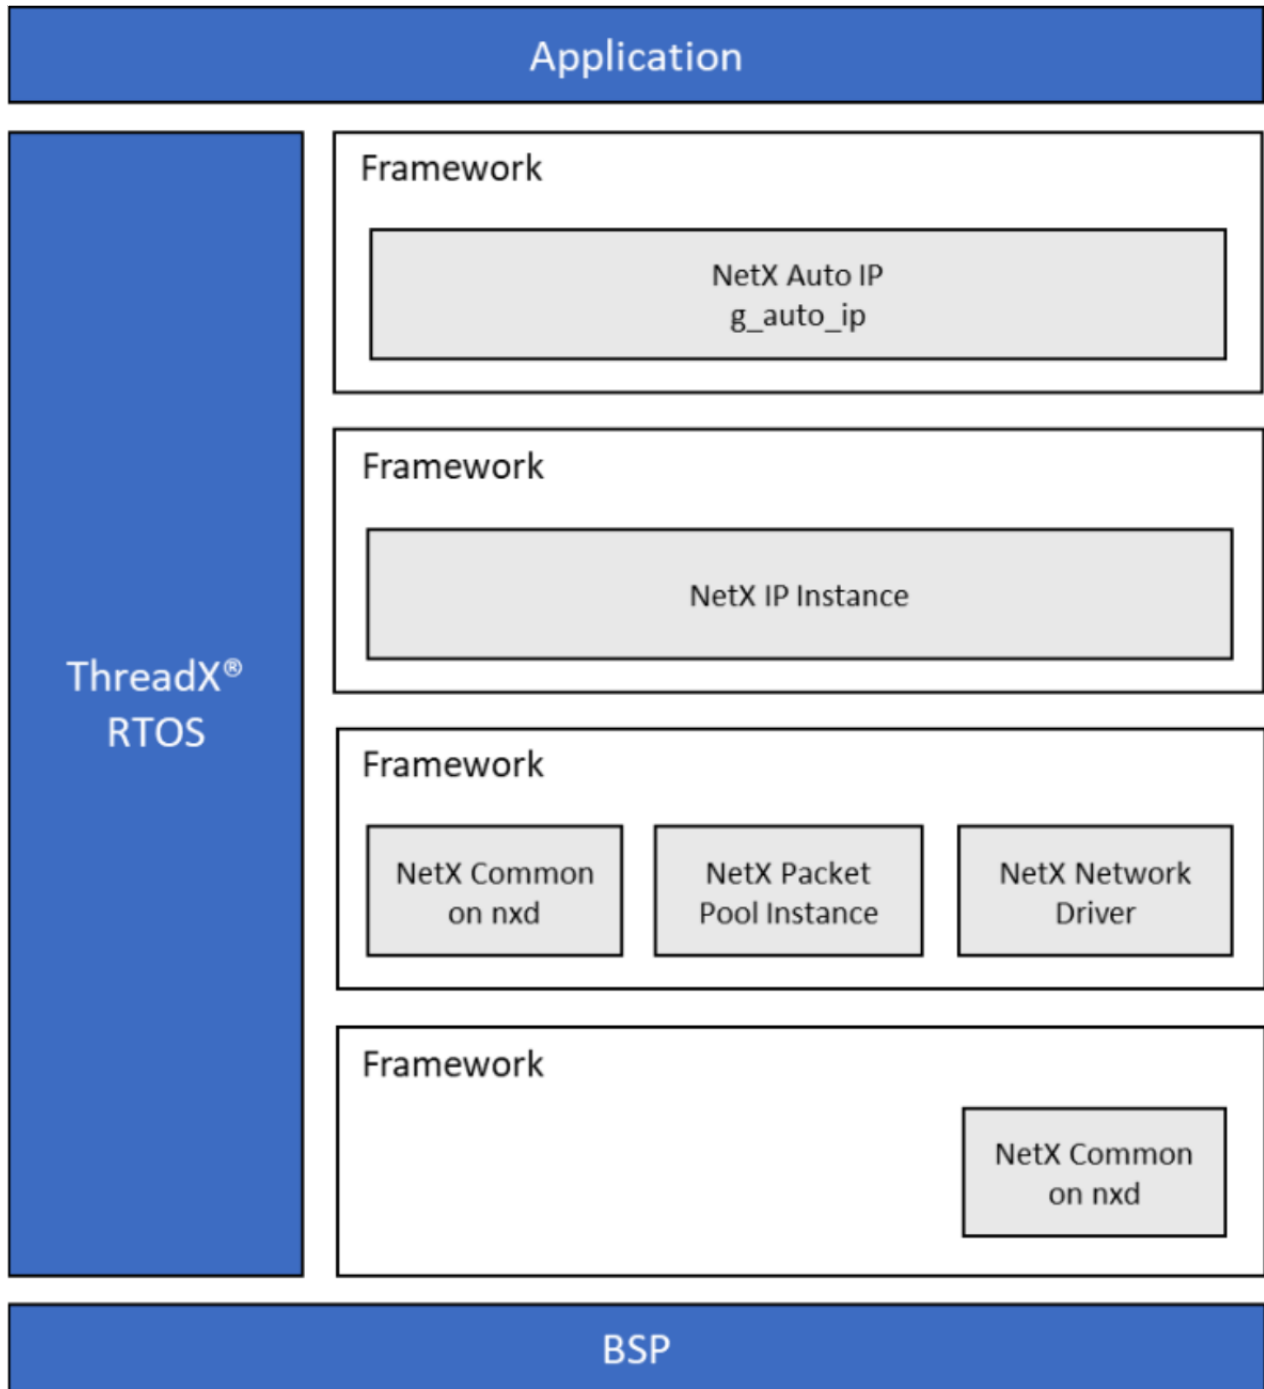 Application
Framework
NetX Auto IP
g_auto_ip
Framework
NetX IP Instance
ThreadX®
RTOS
Framework
NetX Common
on nxd
NetX Packet
Pool Instance
NetX Network
Driver
Framework
NetX Common
on nxd
BSP